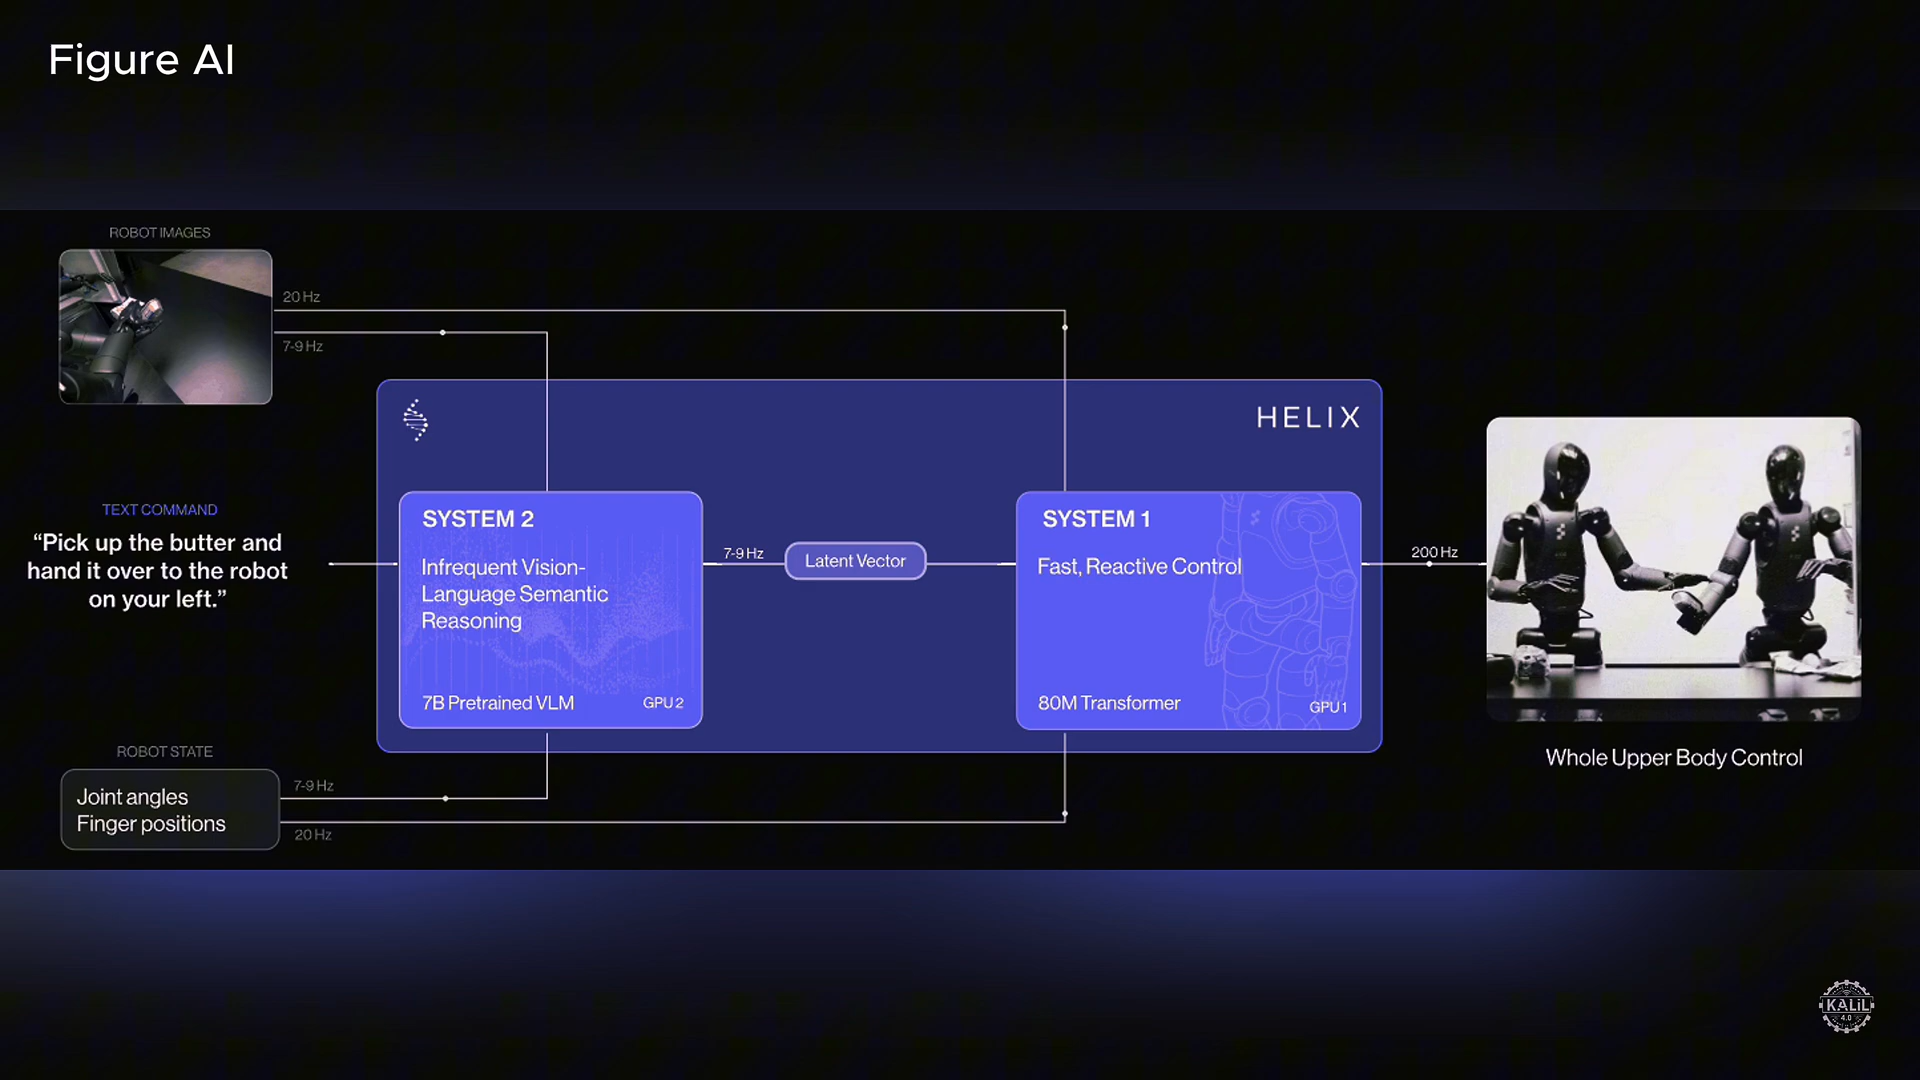 Figure AI
ROBOT IMAGES
20 Hz
7-9 Hz
HELIX
TEXT COMMAND
“Pick up the butter and
hand it over to the robot
on your left.”
SYSTEM 2
Infrequent Vision-
Language Semantic
Reasoning
7B Pretrained VLM
GPU 2
7-9 Hz
Latent Vector
SYSTEM 1
Fast, Reactive Control
80M Transformer
GPU 1
200 Hz
Whole Upper Body Control
ROBOT STATE
Joint angles
Finger positions
7-9 Hz
20 Hz
KALiL
4.0